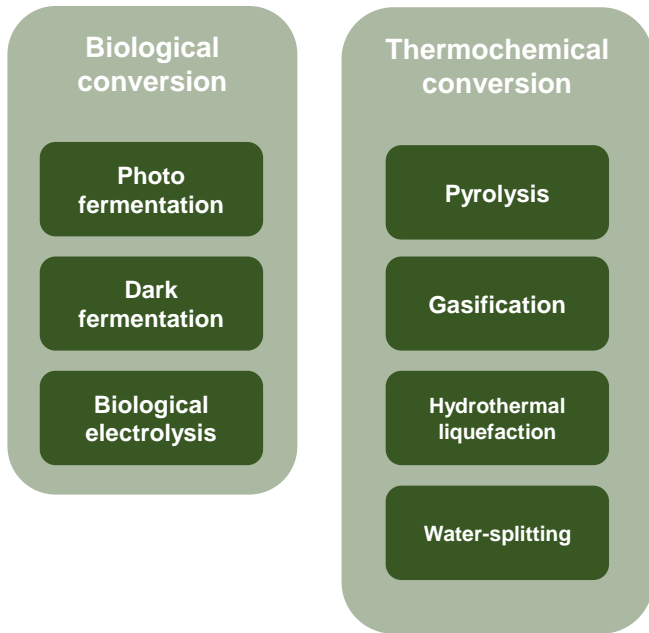 Biological
conversion
Photo
fermentation
Dark
fermentation
Biological
electrolysis
Thermochemical
conversion
Pyrolysis
Gasification
Hydrothermal
liquefaction
Water-splitting